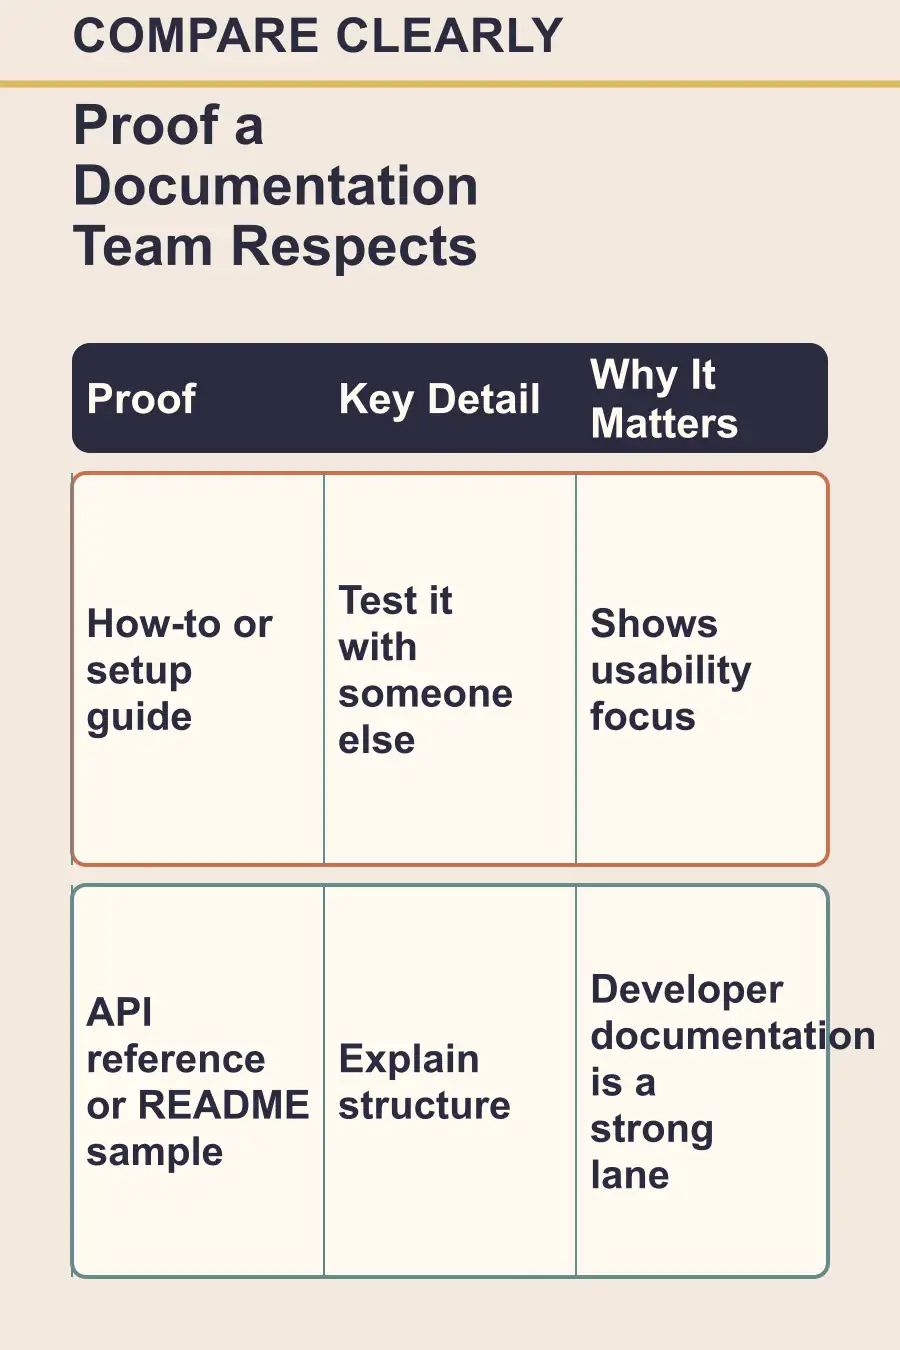 COMPARE CLEARLY
Proof a
Documentation
Team Respects
Proof
Key Detail
Why It
Matters
How-to or
setup
guide
Test it
with
someone
else
Shows
usability
focus
API
reference
or README
sample
Explain
structure
Developer
documentation
is a
strong
lane